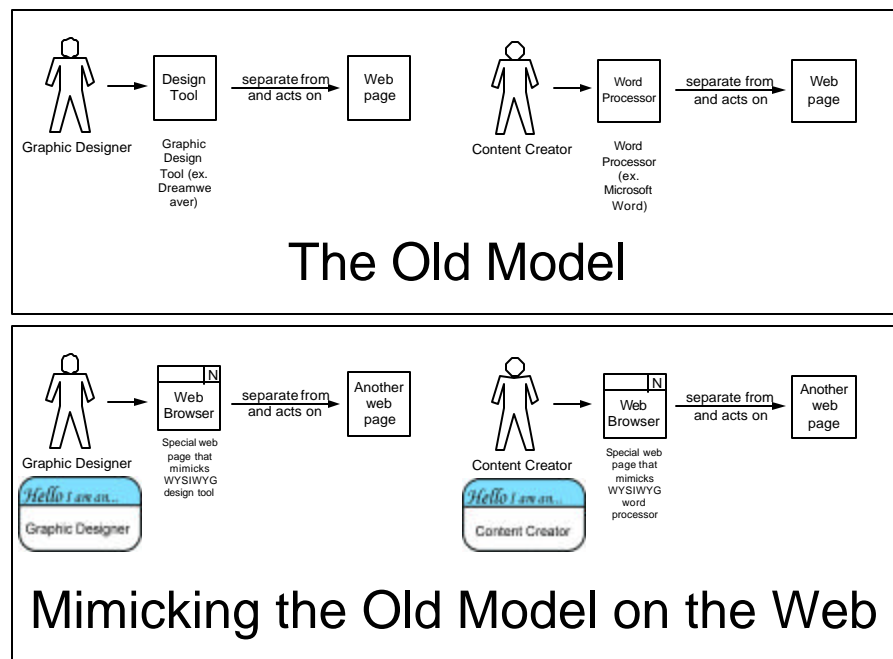 Design
Tool
separate from
and acts on
Web
page
Graphic Designer
Graphic
Design
Tool (ex.
Dreamwe
aver)
Word
Processor
separate from
and acts on
Web
page
Content Creator
Word
Processor
(ex.
Microsoft
Word)
The Old Model
N
Web
Browser
separate from
and acts on
Another
web
page
Graphic Designer
Special web
page that
mimicks
WYSIWYG
design tool
Hello I am an...
Graphic Designer
N
Web
Browser
separate from
and acts on
Another
web
page
Content Creator
Special web
page that
mimicks
WYSIWYG
word
processor
Hello I am an...
Content Creator
Mimicking the Old Model on the Web